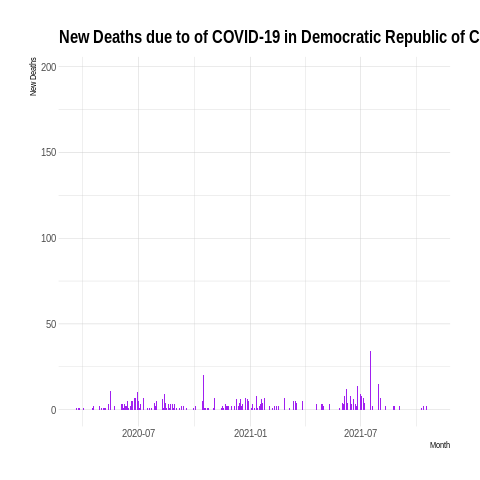 New Deaths due to of COVID-19 in Democratic Republic of C
New Deaths
200
150
100
50
0
2020-07 2021-01 2021-07
Month